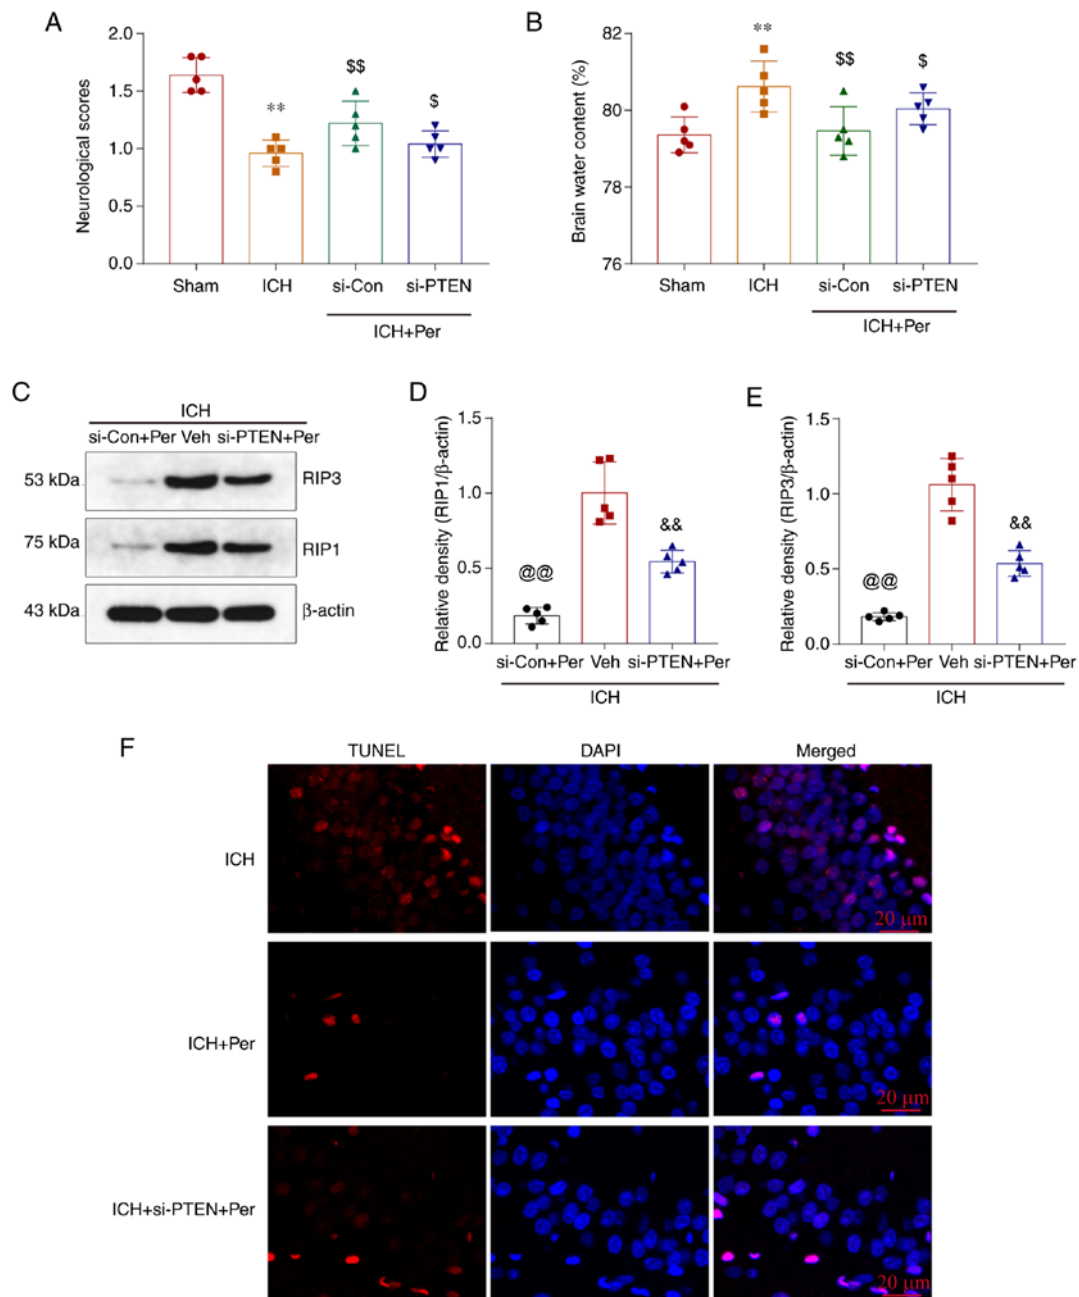 A
Neurological scores
2.0
1.5
1.0
0.5
0.0
**
$$
$
Sham ICH si-Con si-PTEN
ICH+Per
B
Brain water content (%)
82
80
78
76
**
$$
$
Sham ICH si-Con si-PTEN
ICH+Per
C
ICH
si-Con+Per Veh si-PTEN+Per
53 kDa RIP3
75 kDa RIP1
43 kDa β-actin
D
Relative density (RIP1/β-actin)
1.5
1.0
0.5
0.0
@@
&&
si-Con+Per Veh si-PTEN+Per
ICH
E
Relative density (RIP3/β-actin)
1.5
1.0
0.5
0.0
@@
&&
si-Con+Per Veh si-PTEN+Per
ICH
F
TUNEL DAPI Merged
ICH
20 μm
ICH+Per
20 μm
ICH+si-PTEN+Per
20 μm